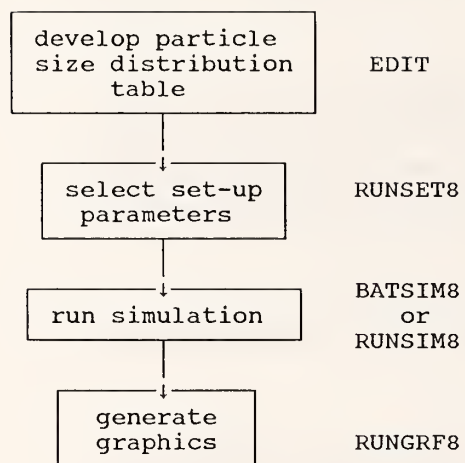 develop particle
size distribution
table
EDIT
select set-up
parameters
RUNSET8
run simulation
BATSIM8
or
RUNSIM8
generate
graphics
RUNGRF8